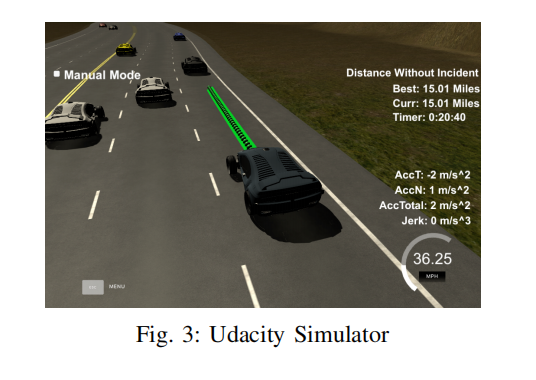 Manual Mode
Distance Without Incident
Best: 15.01 Miles
Curr: 15.01 Miles
Timer: 0:20:40
AccT: -2 m/s^2
AccN: 1 m/s^2
AccTotal: 2 m/s^2
Jerk: 0 m/s^3
36.25
MPH
MENU
Fig. 3: Udacity Simulator